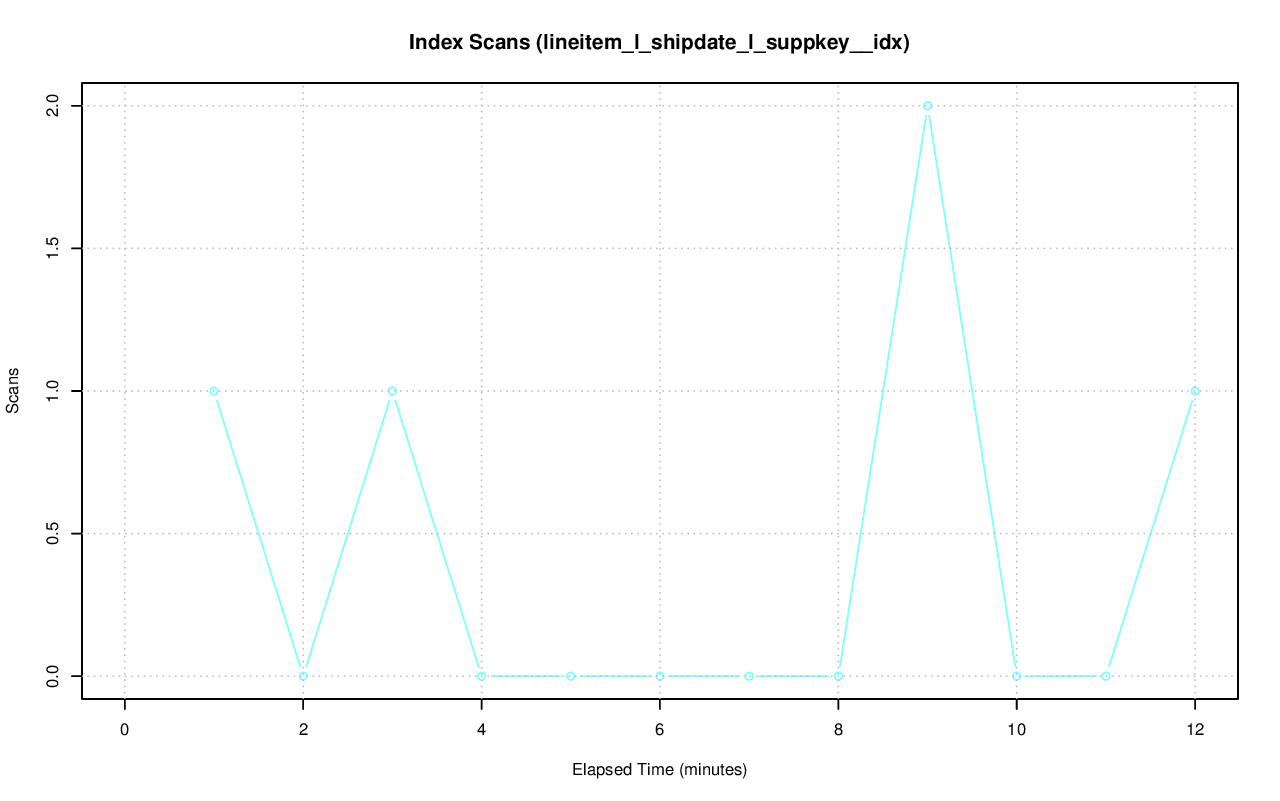 Index Scans (lineitem_l_shipdate_l_suppkey__idx)
2.0
1.5
1.0
0.5
0.0
Scans
0 2 4 6 8 10 12
Elapsed Time (minutes)